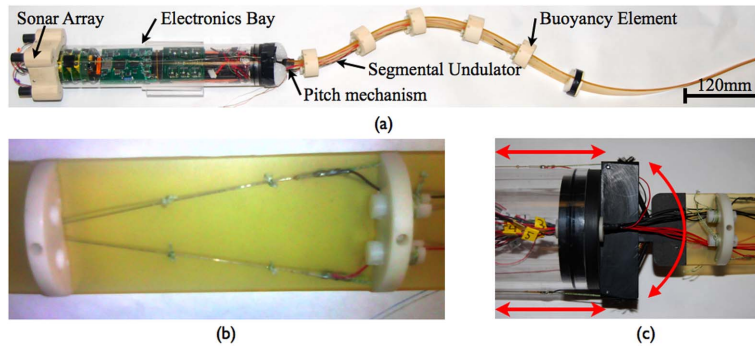 Sonar Array
Electronics Bay
Buoyancy Element
Segmental Undulator
Pitch mechanism
120mm
(a)
(b)
(c)